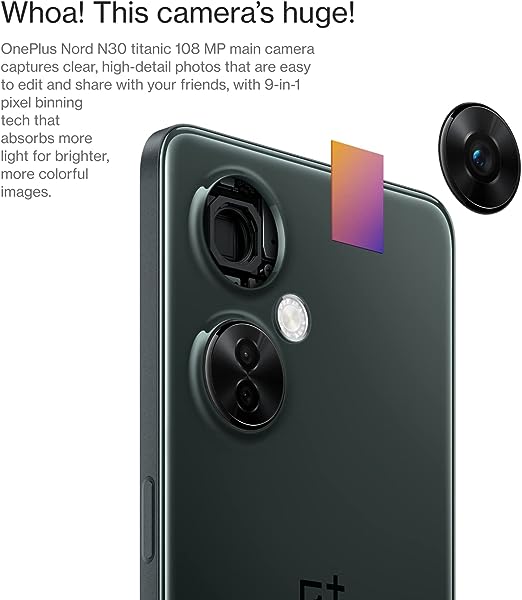 Whoa! This camera's huge!
OnePlus Nord N30 titanic 108 MP main camera
captures clear, high-detail photos that are easy
to edit and share with your friends, with 9-in-1
pixel binning
tech that
absorbs more
light for brighter,
more colorful
images.